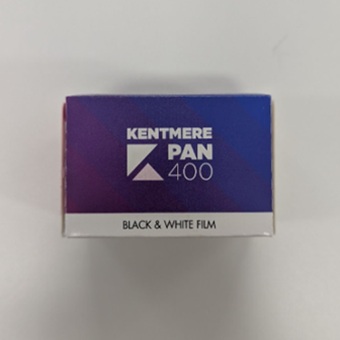 KENTMERE
PAN
400
BLACK & WHITE FILM